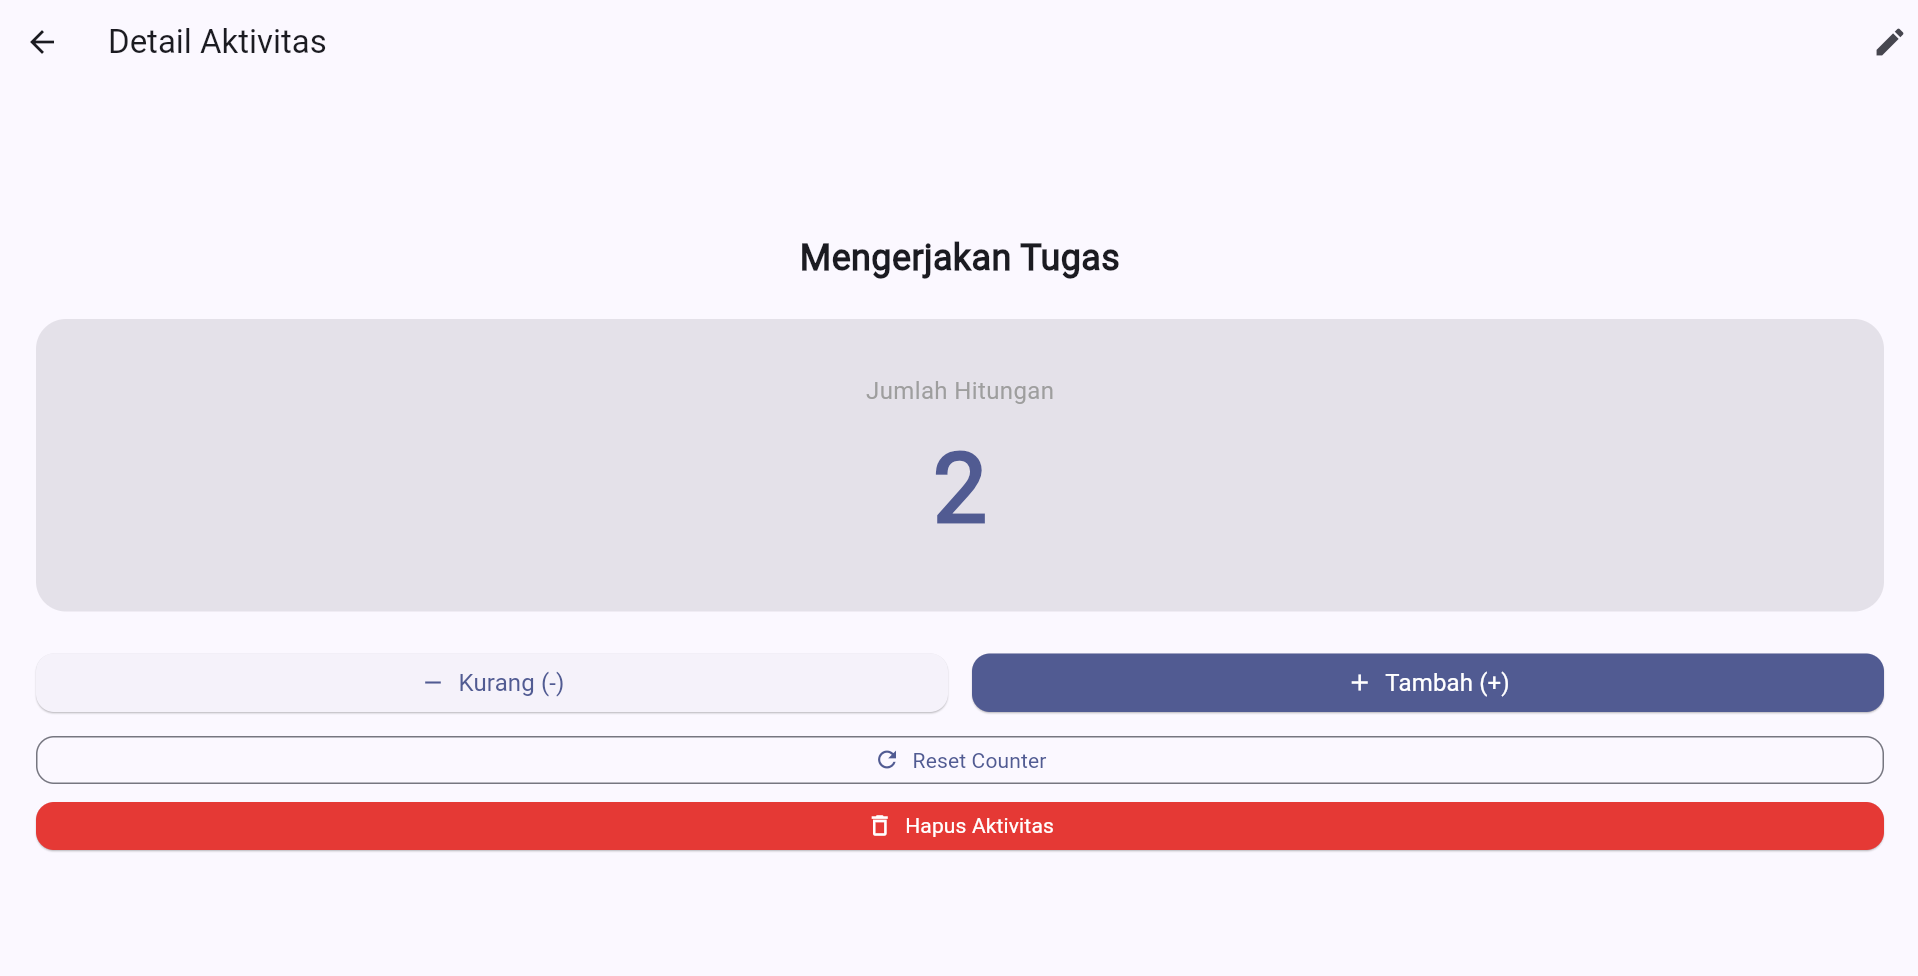 Detail Aktivitas
Mengerjakan Tugas
Jumlah Hitungan
2
Kurang (-)
Tambah (+)
Reset Counter
Hapus Aktivitas